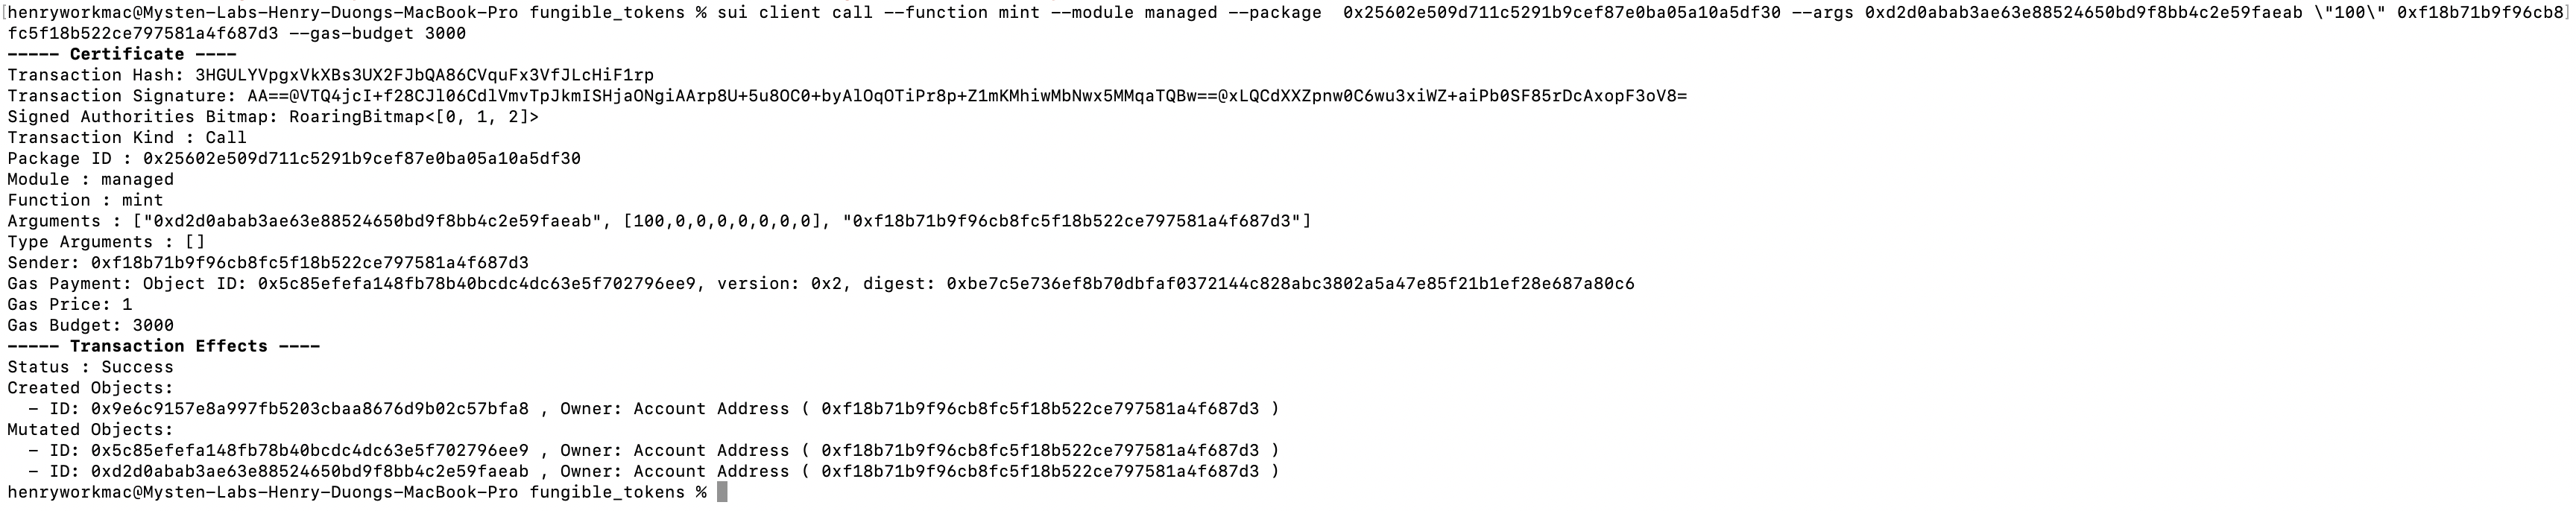 [henryworkmac@Mysten-Labs-Henry-Duongs-MacBook-Pro fungible_tokens % sui client call --function mint --module managed --package  0x25602e509d711c5291b9cef87e0ba05a10a5df30 --args 0xd2d0abab3ae63e88524650bd9f8bb4c2e59faeab \"100\" 0xf18b71b9f96cb8]
fc5f18b522ce797581a4f687d3 --gas-budget 3000
----- Certificate ----
Transaction Hash: 3HGULYVpgxVkXBs3UX2FJbQA86CVquFx3VfJLcHiF1rp
Transaction Signature: AA==@VTQ4jcI+f28CJl06CdlVmvTpJkmISHjaONgiAArp8U+5u8OC0+byAlOqOTiPr8p+Z1mKMhiwMbNwx5MMqaTQBw==@xLQCdXXZpnw0C6wu3xiWZ+aiPb0SF85rDcAxopF3oV8=
Signed Authorities Bitmap: RoaringBitmap<[0, 1, 2]>
Transaction Kind : Call
Package ID : 0x25602e509d711c5291b9cef87e0ba05a10a5df30
Module : managed
Function : mint
Arguments : ["0xd2d0abab3ae63e88524650bd9f8bb4c2e59faeab", [100,0,0,0,0,0,0,0], "0xf18b71b9f96cb8fc5f18b522ce797581a4f687d3"]
Type Arguments : []
Sender: 0xf18b71b9f96cb8fc5f18b522ce797581a4f687d3
Gas Payment: Object ID: 0x5c85efefa148fb78b40bcdc4dc63e5f702796ee9, version: 0x2, digest: 0xbe7c5e736ef8b70dbfaf0372144c828abc3802a5a47e85f21b1ef28e687a80c6
Gas Price: 1
Gas Budget: 3000
----- Transaction Effects ----
Status : Success
Created Objects:
  - ID: 0x9e6c9157e8a997fb5203cbaa8676d9b02c57bfa8 , Owner: Account Address ( 0xf18b71b9f96cb8fc5f18b522ce797581a4f687d3 )
Mutated Objects:
  - ID: 0x5c85efefa148fb78b40bcdc4dc63e5f702796ee9 , Owner: Account Address ( 0xf18b71b9f96cb8fc5f18b522ce797581a4f687d3 )
  - ID: 0xd2d0abab3ae63e88524650bd9f8bb4c2e59faeab , Owner: Account Address ( 0xf18b71b9f96cb8fc5f18b522ce797581a4f687d3 )
henryworkmac@Mysten-Labs-Henry-Duongs-MacBook-Pro fungible_tokens %